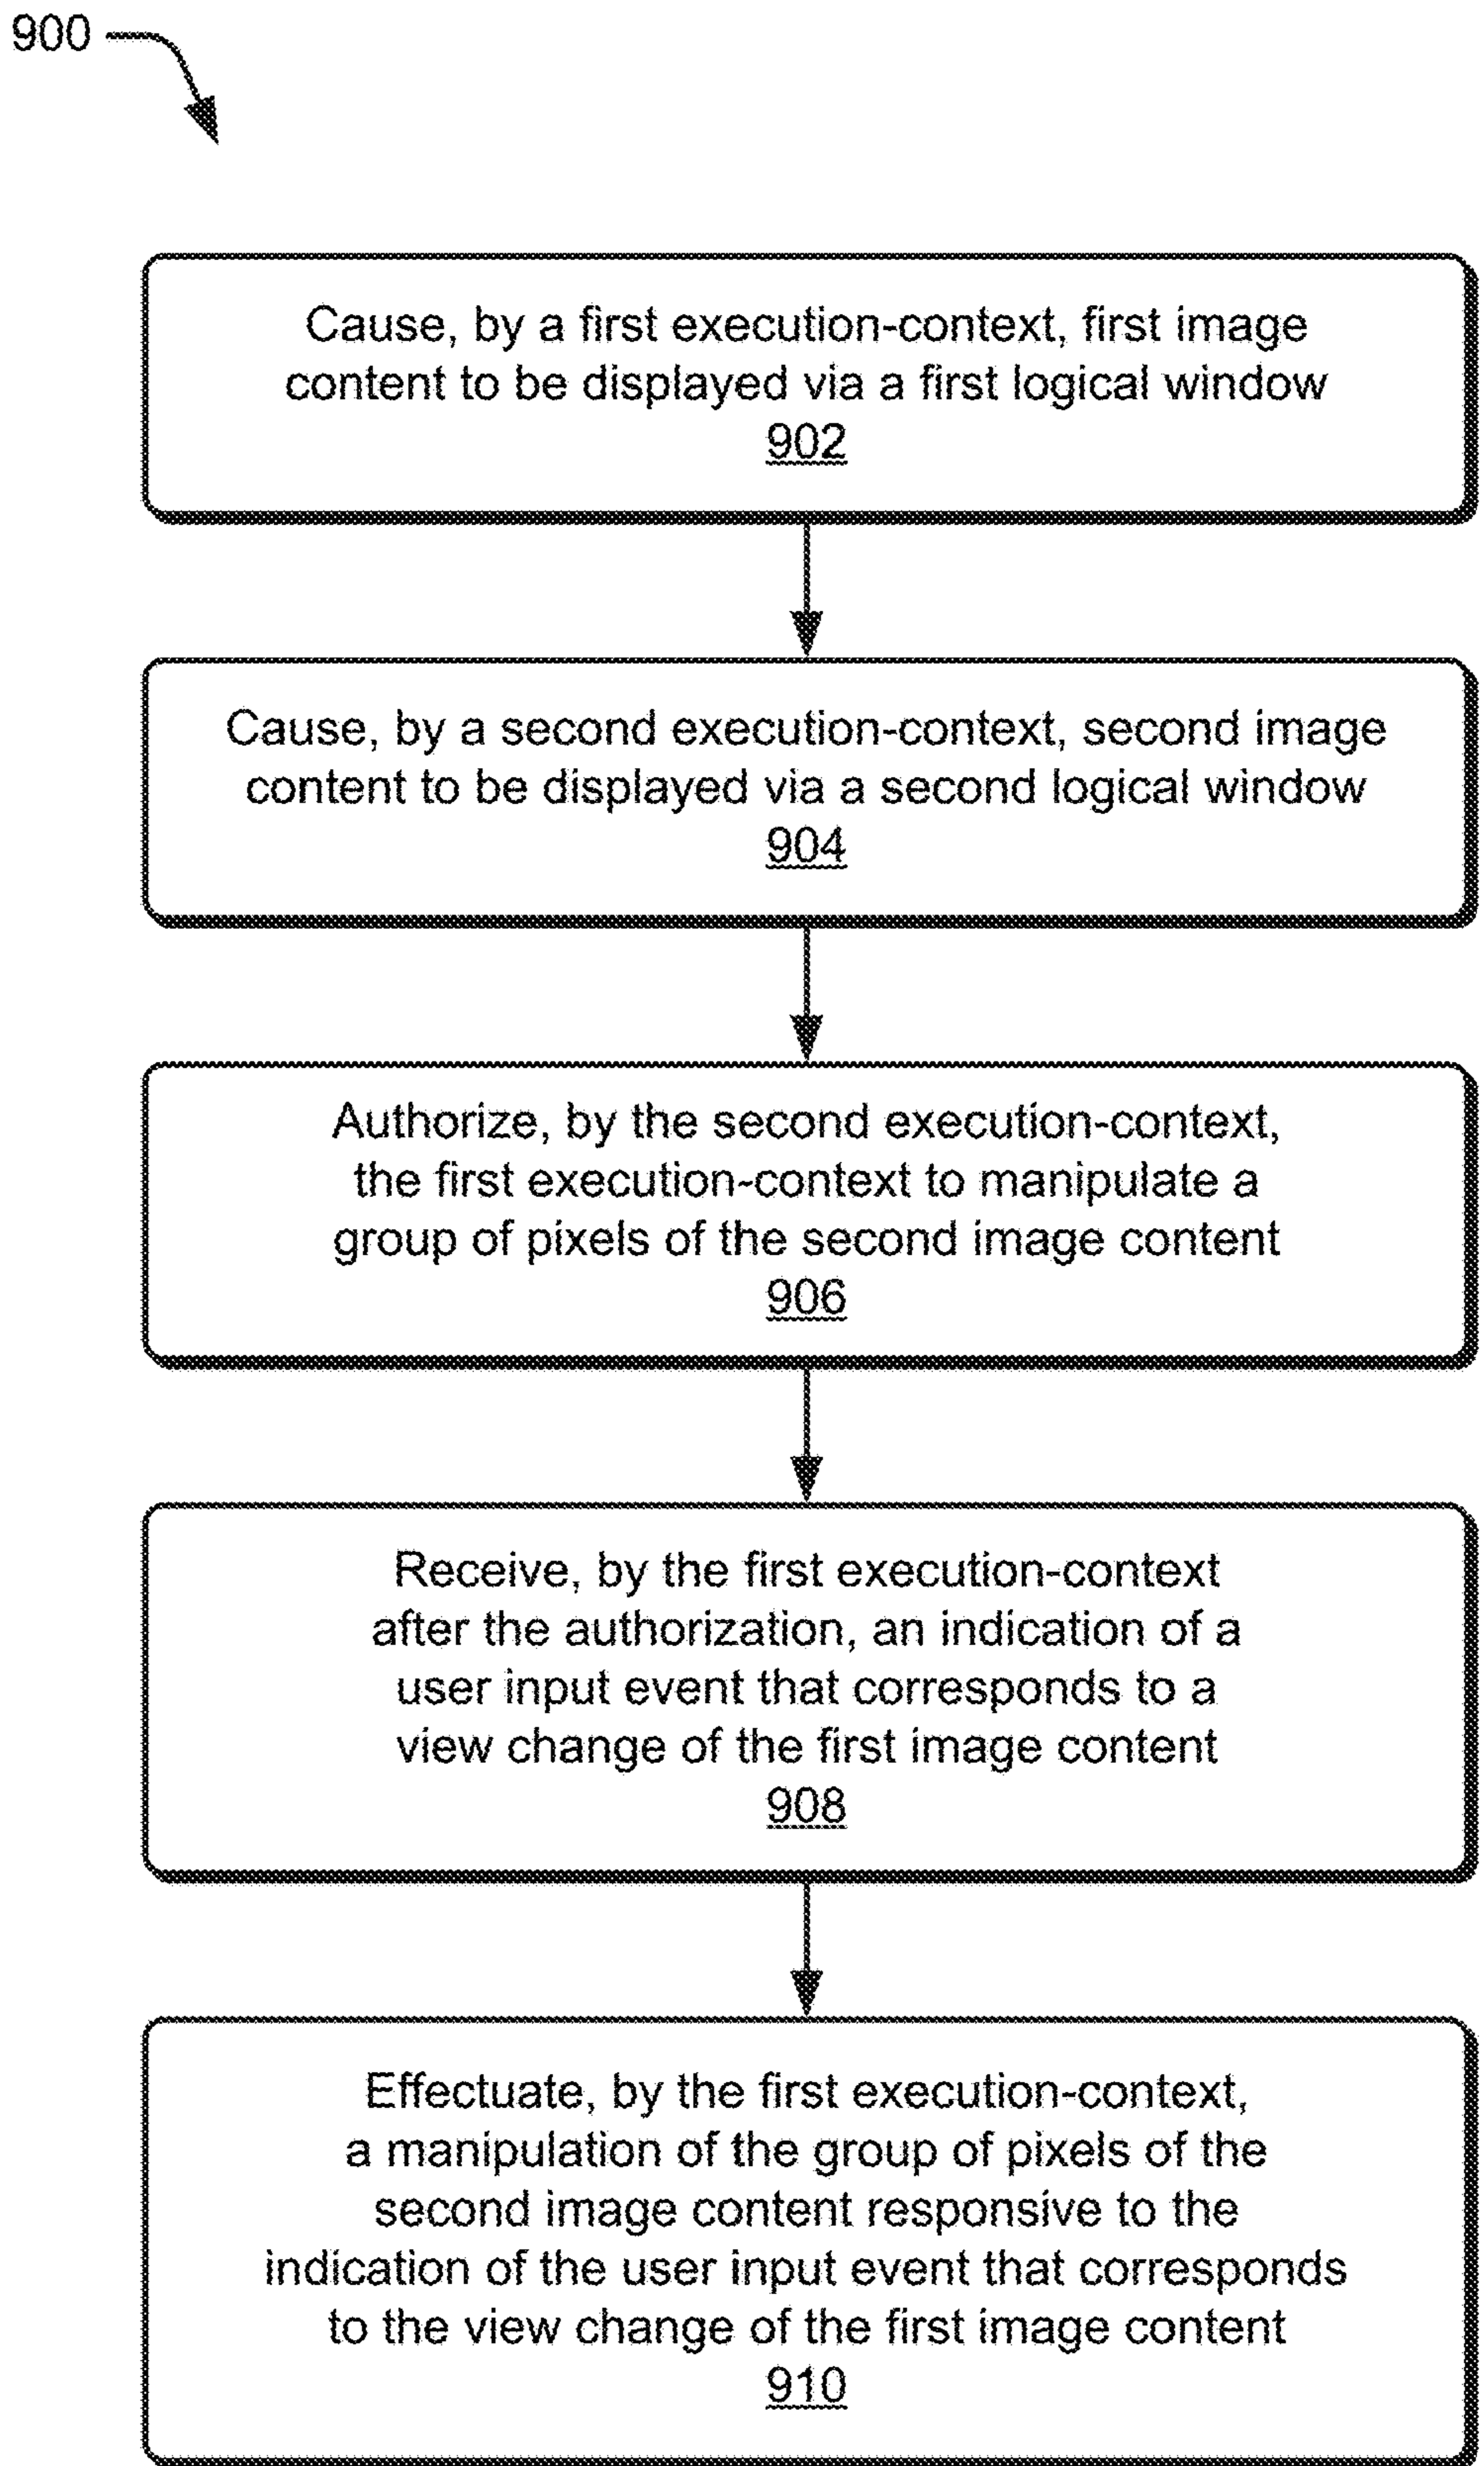 900
Cause, by a first execution-context, first image
content to be displayed via a first logical window
902
Cause, by a second execution-context, second image
content to be displayed via a second logical window
904
Authorize, by the second execution-context,
the first execution-context to manipulate a
group of pixels of the second image content
906
Receive, by the first execution-context
after the authorization, an indication of a
user input event that corresponds to a
view change of the first image content
908
Effectuate, by the first execution-context,
a manipulation of the group of pixels of the
second image content responsive to the
indication of the user input event that corresponds
to the view change of the first image content
910